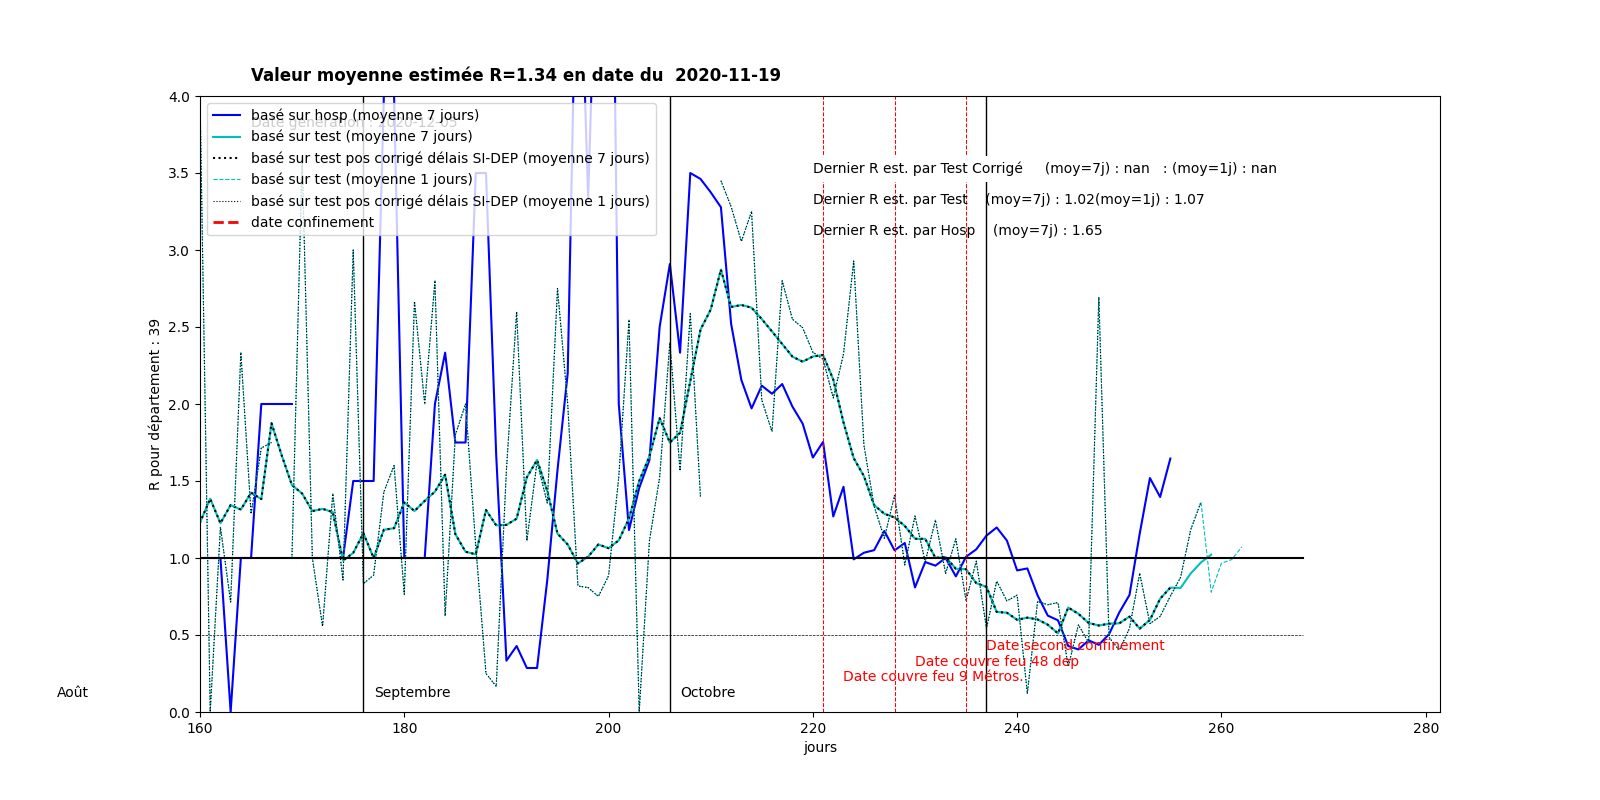 Valeur moyenne estimée R=1.34 en date du  2020-11-19
Date génération : 2020-12-05
basé sur hosp (moyenne 7 jours)
basé sur test (moyenne 7 jours)
basé sur test pos corrigé délais SI-DEP (moyenne 7 jours)
basé sur test (moyenne 1 jours)
basé sur test pos corrigé délais SI-DEP (moyenne 1 jours)
date confinement
Dernier R est. par Test Corrigé     (moy=7j) : nan   : (moy=1j) : nan
Dernier R est. par Test    (moy=7j) : 1.02(moy=1j) : 1.07
Dernier R est. par Hosp    (moy=7j) : 1.65
4.0
3.5
3.0
2.5
2.0
1.5
1.0
0.5
0.0
R pour département : 39
Date second confinement
Date couvre feu 48 dep
Date couvre feu 9 Métros.
Août
Septembre
Octobre
160 180 200 220 240 260 280
jours